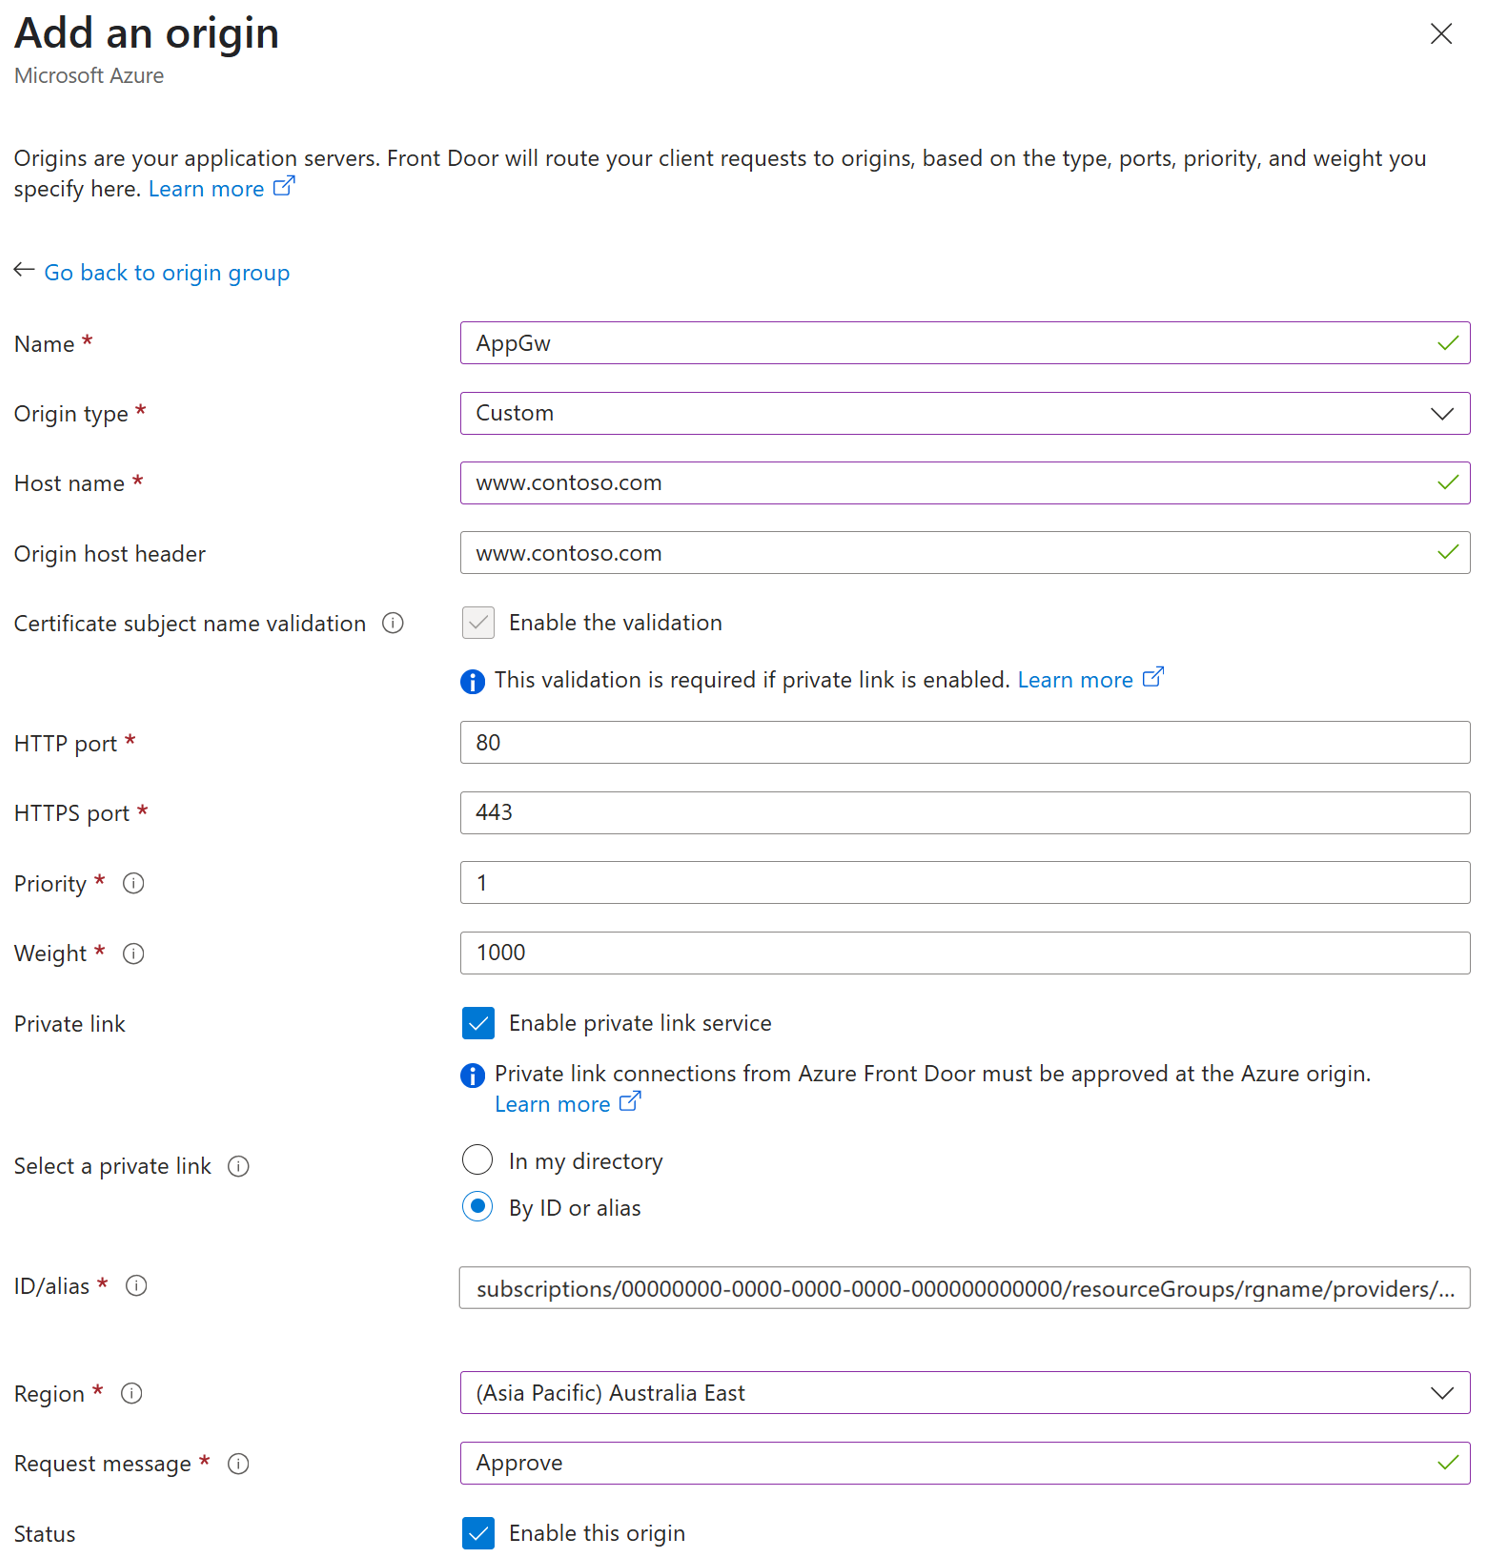 Add an origin
Microsoft Azure
Origins are your application servers. Front Door will route your client requests to origins, based on the type, ports, priority, and weight you
specify here. Learn more
Go back to origin group
Name *
AppGw
Origin type *
Custom
Host name *
www.contoso.com
Origin host header
www.contoso.com
Certificate subject name validation
Enable the validation
This validation is required if private link is enabled. Learn more
HTTP port *
80
HTTPS port *
443
Priority *
1
Weight *
1000
Private link
Enable private link service
Private link connections from Azure Front Door must be approved at the Azure origin.
Learn more
Select a private link
In my directory
By ID or alias
ID/alias *
subscriptions/00000000-0000-0000-0000-000000000000/resourceGroups/rgname/providers/...
Region *
(Asia Pacific) Australia East
Request message *
Approve
Status
Enable this origin